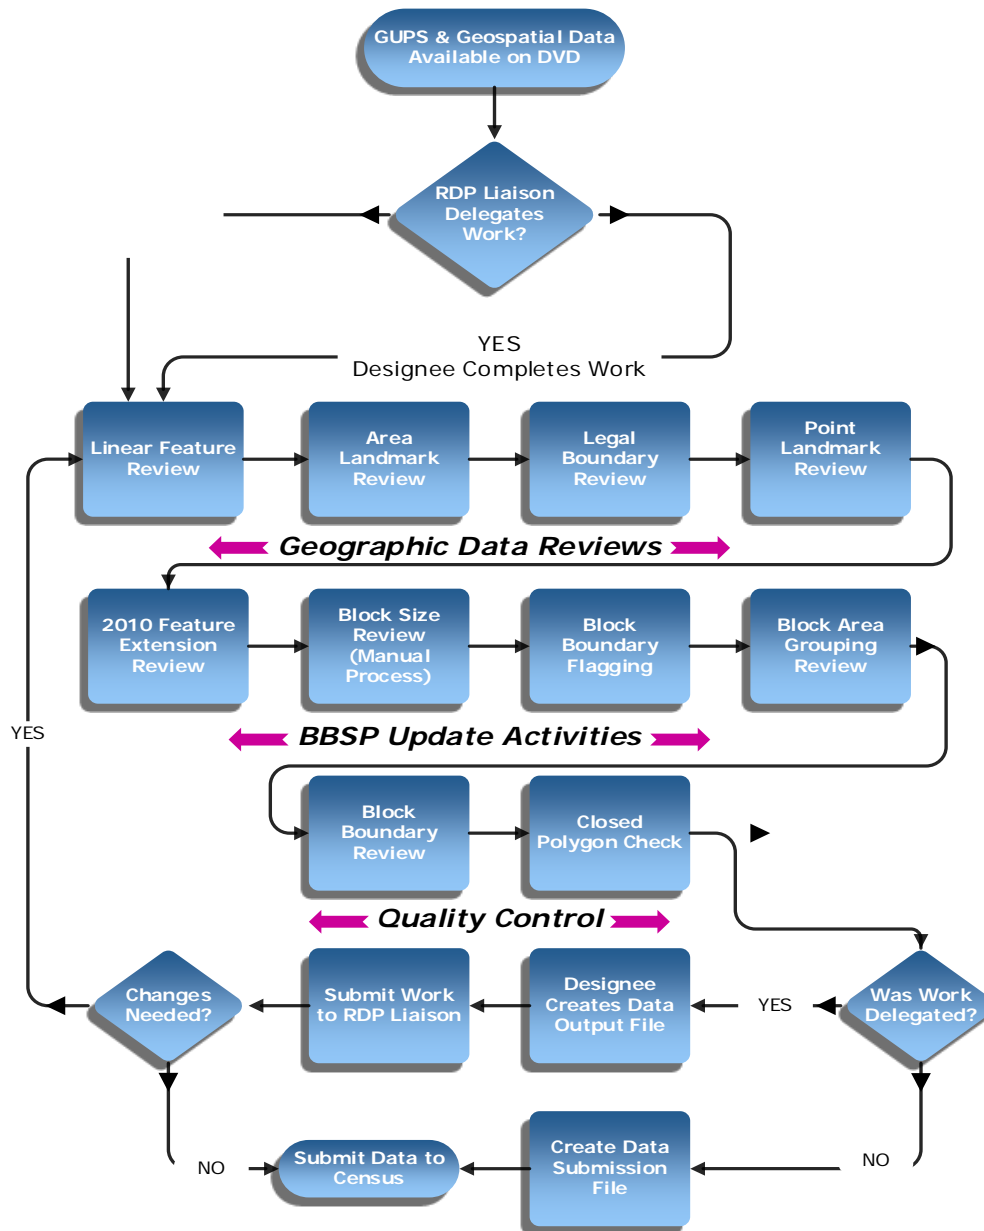 GUPS & Geospatial Data
Available on DVD
RDP Liaison
Delegates
Work?
YES
Designee Completes Work
Linear Feature
Review
Area
Landmark
Review
Legal
Boundary
Review
Point
Landmark
Review
Geographic Data Reviews
2010 Feature
Extension
Review
Block Size
Review
(Manual
Process)
Block
Boundary
Flagging
Block Area
Grouping
Review
YES
BBSP Update Activities
Block
Boundary
Review
Closed
Polygon Check
Quality Control
Changes
Needed?
Submit Work
to RDP Liaison
Designee
Creates Data
Output File
YES
Was Work
Delegated?
NO
Submit Data to
Census
Create Data
Submission
File
NO